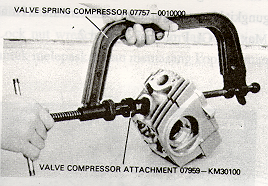 VALVE SPRING COMPRESSOR 07757-0010000
VALVE COMPRESSOR ATTACHMENT 07959-KM30100